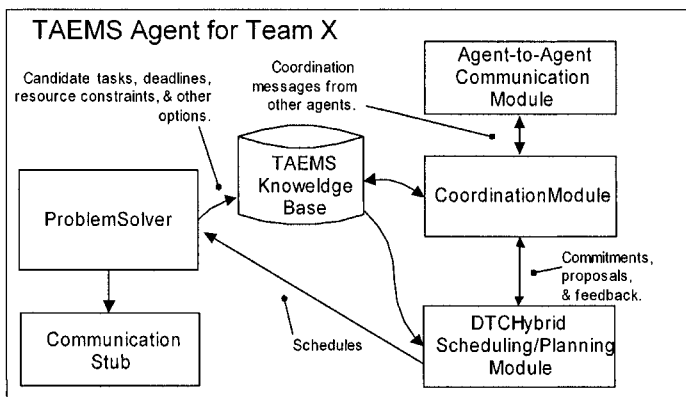 TAEMS Agent for Team X
Candidate tasks, deadlines,
resource constraints, & other
options.
Coordination
messages from
other agents.
Agent-to-Agent
Communication
Module
TAEMS
Knoweldge
Base
ProblemSolver
CoordinationModule
Commitments,
proposals,
& feedback.
Communication
Stub
Schedules
DTCHybrid
Scheduling/Planning
Module